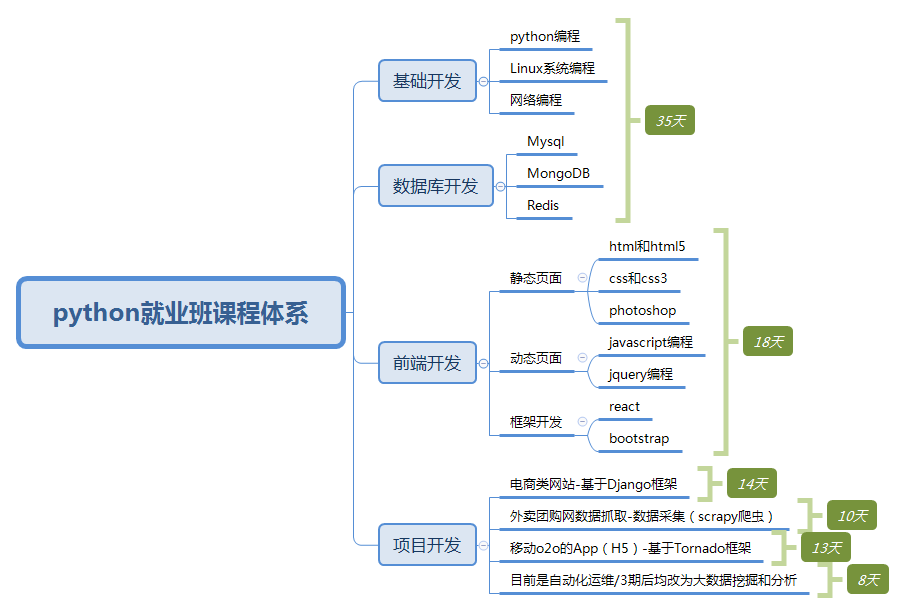 python就业班课程体系
基础开发
python编程
Linux系统编程
网络编程
数据库开发
Mysql
MongoDB
Redis
35天
前端开发
静态页面
html和html5
css和css3
photoshop
动态页面
javascript编程
jquery编程
框架开发
react
bootstrap
18天
项目开发
电商类网站-基于Django框架
14天
外卖团购网数据抓取-数据采集（scrapy爬虫）
10天
移动o2o的App（H5）-基于Tornado框架
13天
目前是自动化运维/3期后均改为大数据挖掘和分析
8天